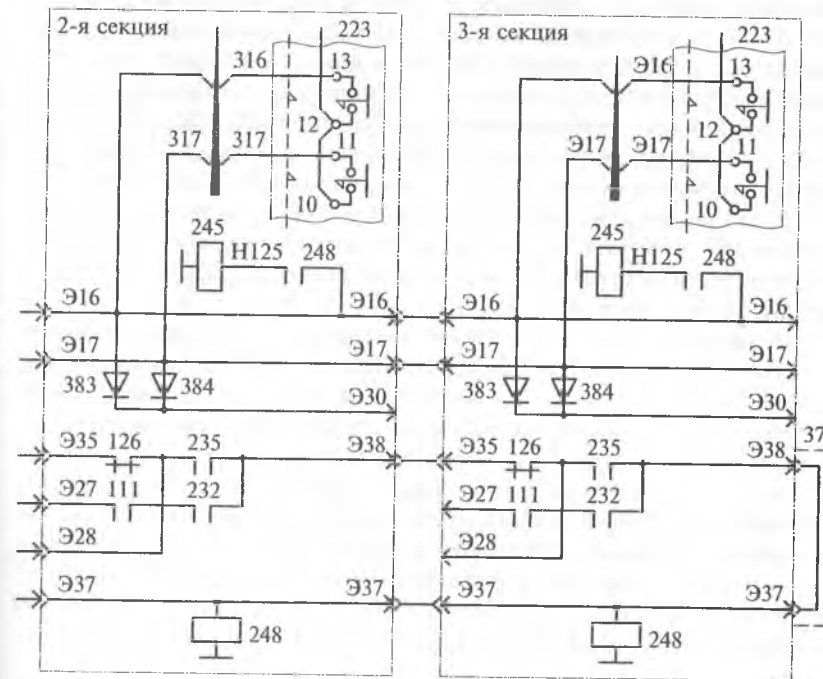 2-я секция 223
316 13
12
317 317 11
10
245 Н125 248
Э16 Э16
Э17 Э17
383 384 Э30
Э35 126 235 Э38
Э27 111 232
Э28
Э37 Э37
248
3-я секция 223
Э16 13
12
Э17 Э17 11
10
245 Н125 248
Э16 Э16
Э17 Э17
383 384 Э30
Э35 126 235 Э38
37
Э27 111 232
Э28
Э37 Э37
248